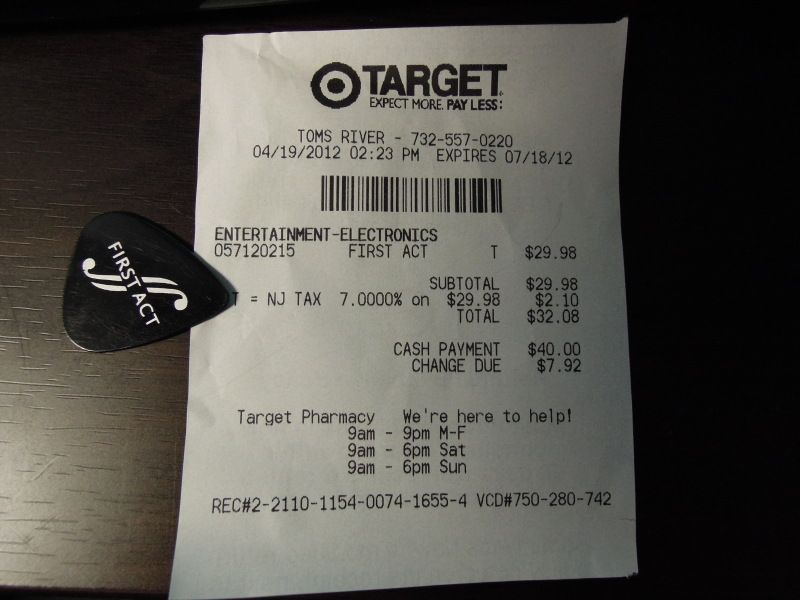 TARGET
EXPECT MORE. PAY LESS.
TOMS RIVER - 732-557-0220
04/19/2012 02:23 PM EXPIRES 07/18/12
ENTERTAINMENT-ELECTRONICS
057120215 FIRST ACT T $29.98
SUBTOTAL $29.98
T = NJ TAX 7.0000% on $29.98 $2.10
TOTAL $32.08
CASH PAYMENT $40.00
CHANGE DUE $7.92
Target Pharmacy We're here to help!
9am - 9pm M-F
9am - 6pm Sat
9am - 6pm Sun
REC#2-2110-1154-0074-1655-4 VCD#750-280-742
FIRST ACT